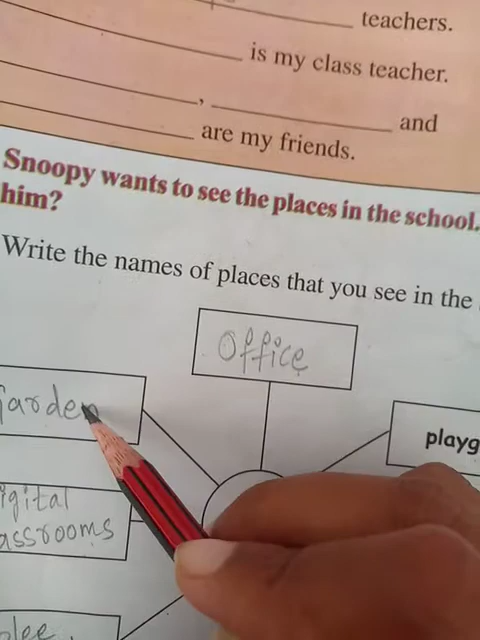 teachers.
is my class teacher.
, and
are my friends.
Snoopy wants to see the places in the school.
him?
Write the names of places that you see in the
Office
arden
playg
igital
assrooms